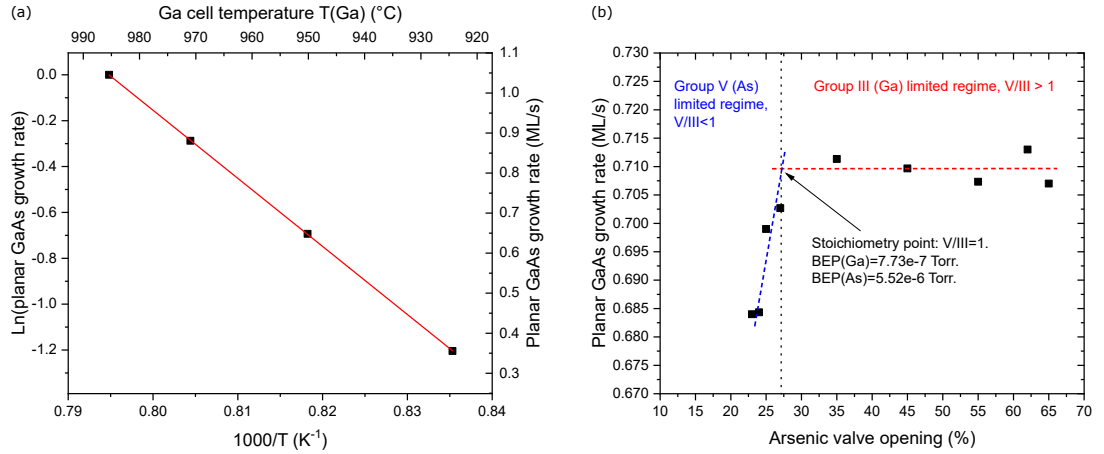 (a)
Ga cell temperature T(Ga) (°C)
990 985 980 975 970 965 960 955 950 945 940 935 930 925 920
Ln(planar GaAs growth rate)
0.0
-0.2
-0.4
-0.6
-0.8
-1.0
-1.2
1.1
1.0
0.9
0.8
0.7
0.6
0.5
0.4
0.3
Planar GaAs growth rate (ML/s)
0.79 0.80 0.81 0.82 0.83 0.84
1000/T (K⁻¹)
(b)
Planar GaAs growth rate (ML/s)
0.730
0.725
0.720
0.715
0.710
0.705
0.700
0.695
0.690
0.685
0.680
0.675
0.670
Group V (As)
limited regime,
V/III<1
Group III (Ga) limited regime, V/III > 1
Stoichiometry point: V/III=1.
BEP(Ga)=7.73e-7 Torr.
BEP(As)=5.52e-6 Torr.
10 15 20 25 30 35 40 45 50 55 60 65 70
Arsenic valve opening (%)